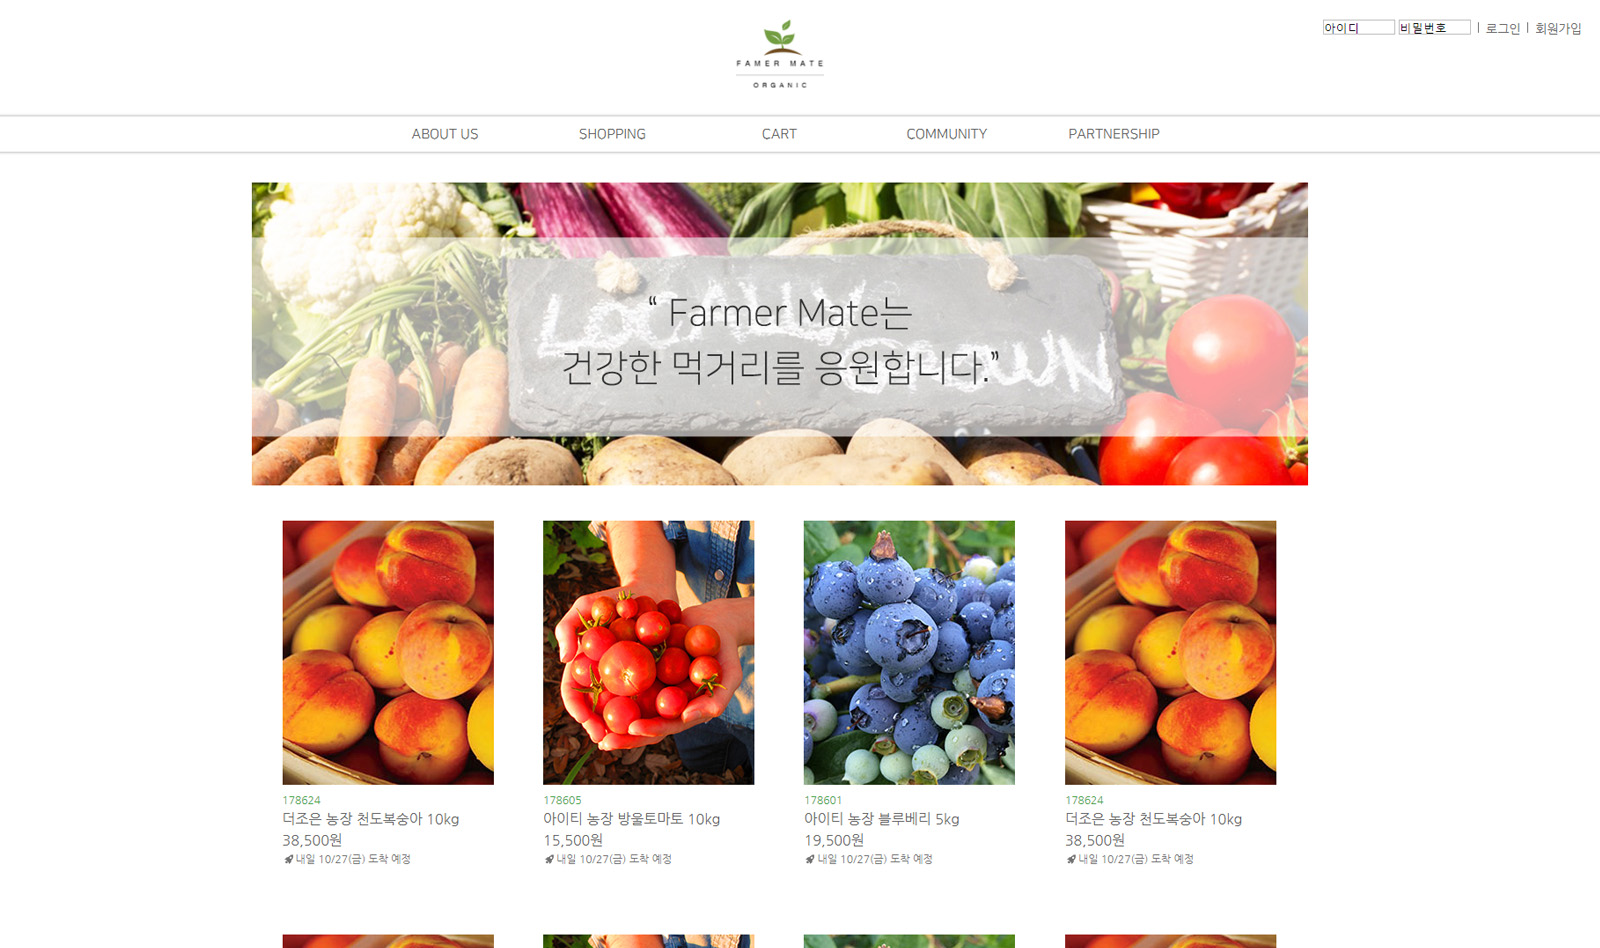 FAMER MATE
ORGANIC
아이디 비밀번호 | 로그인 | 회원가입
ABOUT US SHOPPING CART COMMUNITY PARTNERSHIP
LOCALLY
GROWN
“ Farmer Mate는
건강한 먹거리를 응원합니다.”
178624
더조은 농장 천도복숭아 10kg
38,500원
내일 10/27(금) 도착 예정
178605
아이티 농장 방울토마토 10kg
15,500원
내일 10/27(금) 도착 예정
178601
아이티 농장 블루베리 5kg
19,500원
내일 10/27(금) 도착 예정
178624
더조은 농장 천도복숭아 10kg
38,500원
내일 10/27(금) 도착 예정